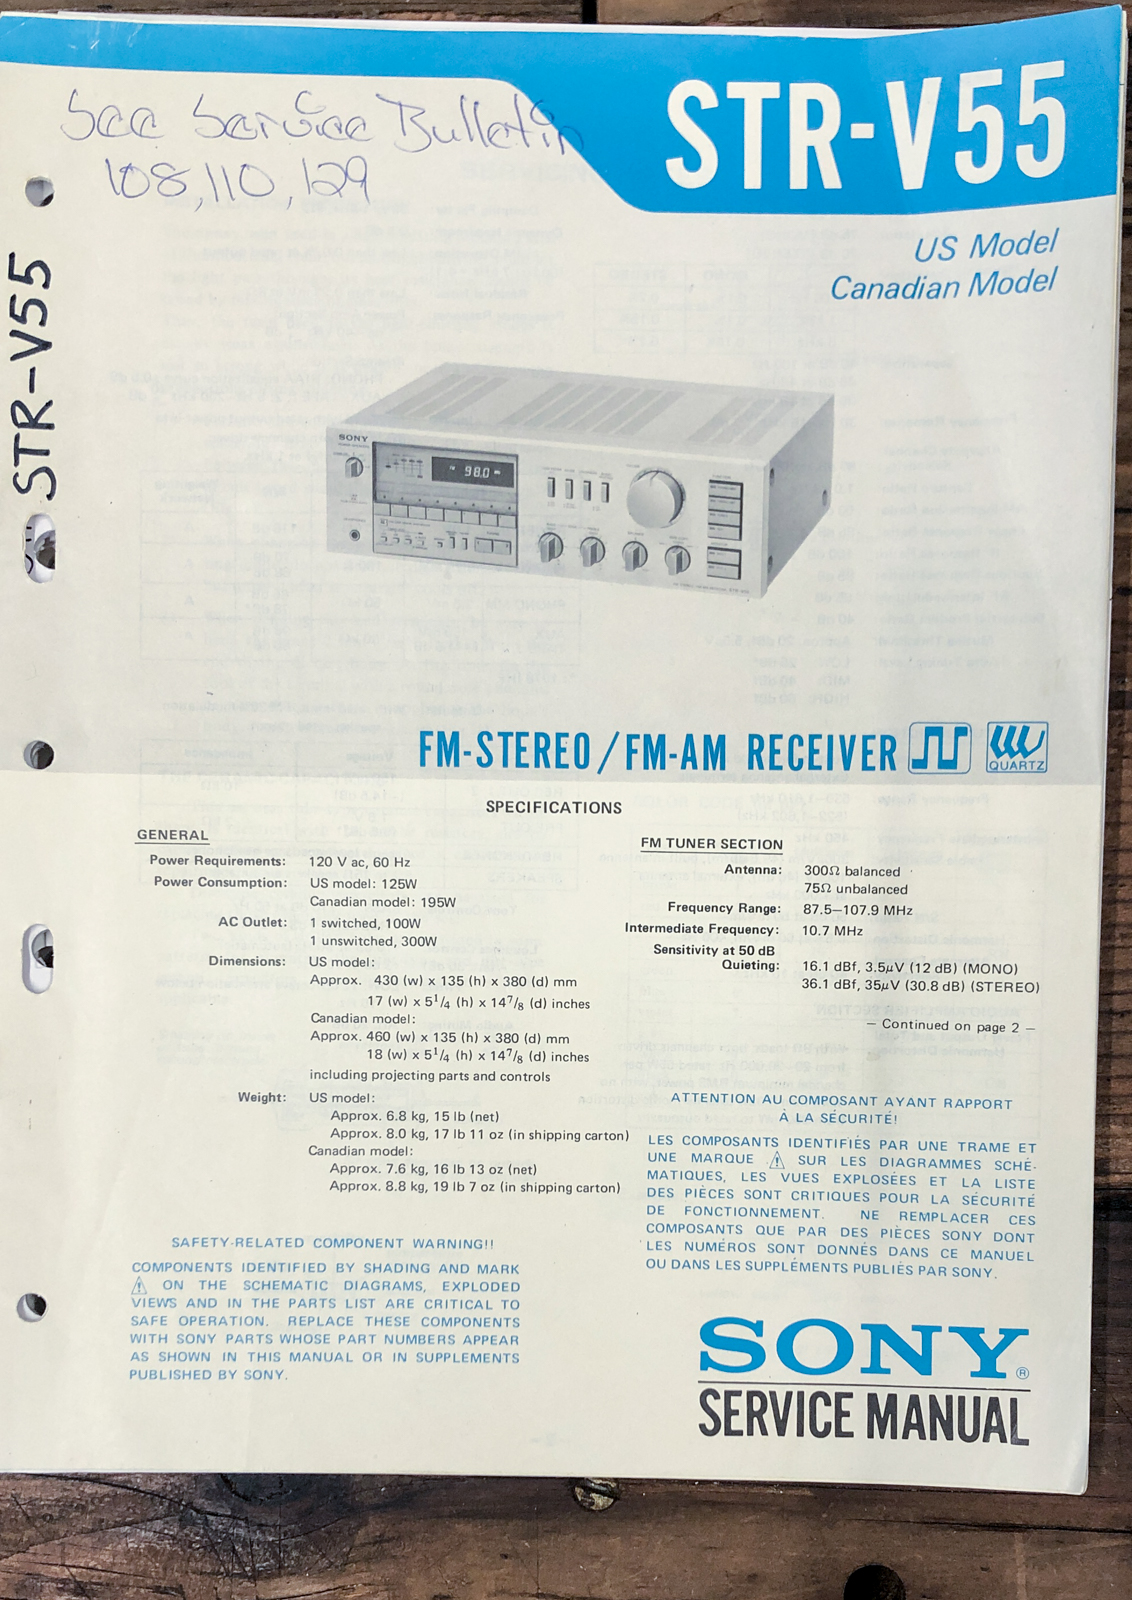 See Service Bulletin
108, 110, 129
STR-V55
STR-V55
US Model
Canadian Model
SONY
98.0
FM-STEREO/FM-AM RECEIVER
QUARTZ
SPECIFICATIONS
GENERAL
Power Requirements: 120 V ac, 60 Hz
Power Consumption: US model: 125W
Canadian model: 195W
AC Outlet: 1 switched, 100W
1 unswitched, 300W
Dimensions: US model:
Approx. 430 (w) x 135 (h) x 380 (d) mm
17 (w) x 5 1/4 (h) x 14 7/8 (d) inches
Canadian model:
Approx. 460 (w) x 135 (h) x 380 (d) mm
18 (w) x 5 1/4 (h) x 14 7/8 (d) inches
including projecting parts and controls
Weight: US model:
Approx. 6.8 kg, 15 lb (net)
Approx. 8.0 kg, 17 lb 11 oz (in shipping carton)
Canadian model:
Approx. 7.6 kg, 16 lb 13 oz (net)
Approx. 8.8 kg, 19 lb 7 oz (in shipping carton)
SAFETY-RELATED COMPONENT WARNING!!
COMPONENTS IDENTIFIED BY SHADING AND MARK
⚠ ON THE SCHEMATIC DIAGRAMS, EXPLODED
VIEWS AND IN THE PARTS LIST ARE CRITICAL TO
SAFE OPERATION. REPLACE THESE COMPONENTS
WITH SONY PARTS WHOSE PART NUMBERS APPEAR
AS SHOWN IN THIS MANUAL OR IN SUPPLEMENTS
PUBLISHED BY SONY.
FM TUNER SECTION
Antenna: 300Ω balanced
75Ω unbalanced
Frequency Range: 87.5–107.9 MHz
Intermediate Frequency: 10.7 MHz
Sensitivity at 50 dB
Quieting: 16.1 dBf, 3.5μV (12 dB) (MONO)
36.1 dBf, 35μV (30.8 dB) (STEREO)
– Continued on page 2 –
ATTENTION AU COMPOSANT AYANT RAPPORT
À LA SÉCURITÉ!
LES COMPOSANTS IDENTIFIÉS PAR UNE TRAME ET
UNE MARQUE ⚠ SUR LES DIAGRAMMES SCHÉ-
MATIQUES, LES VUES EXPLOSÉES ET LA LISTE
DES PIÈCES SONT CRITIQUES POUR LA SÉCURITÉ
DE FONCTIONNEMENT. NE REMPLACER CES
COMPOSANTS QUE PAR DES PIÈCES SONY DONT
LES NUMÉROS SONT DONNÉS DANS CE MANUEL
OU DANS LES SUPPLÉMENTS PUBLIÉS PAR SONY.
SONY®
SERVICE MANUAL